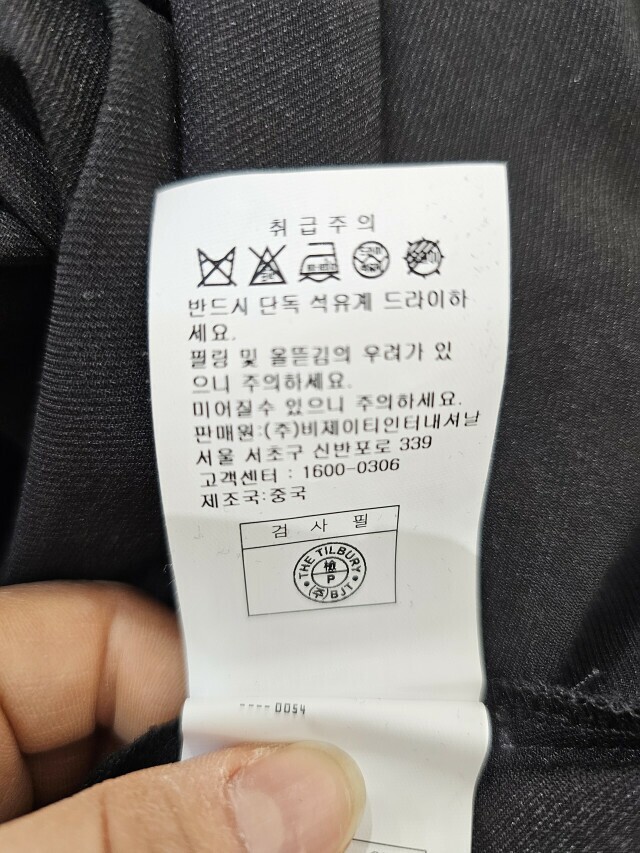 취급주의
반드시 단독 석유계 드라이하
세요.
필링 및 올뜯김의 우려가 있
으니 주의하세요.
미어질수 있으니 주의하세요.
판매원:(주)비제이티인터내셔날
서울 서초구 신반포로 339
고객센터 : 1600-0306
제조국:중국
검 사 필
THE TILBURY
檢
P
(주)BJT
0054